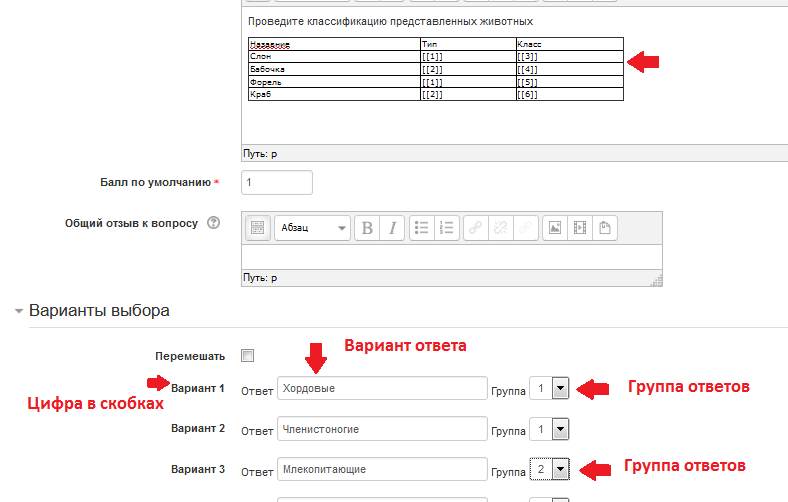 Проведите классификацию представленных животных
Название Тип Класс
Слон [[1]] [[3]]
Бабочка [[2]] [[4]]
Форель [[1]] [[5]]
Краб [[2]] [[6]]
Путь: p
Балл по умолчанию * 1
Общий отзыв к вопросу
Абзац B I
Путь: p
Варианты выбора
Перемешать
Вариант ответа
Вариант 1 Ответ Хордовые Группа 1
Группа ответов
Цифра в скобках
Вариант 2 Ответ Членистоногие Группа 1
Вариант 3 Ответ Млекопитающие Группа 2
Группа ответов